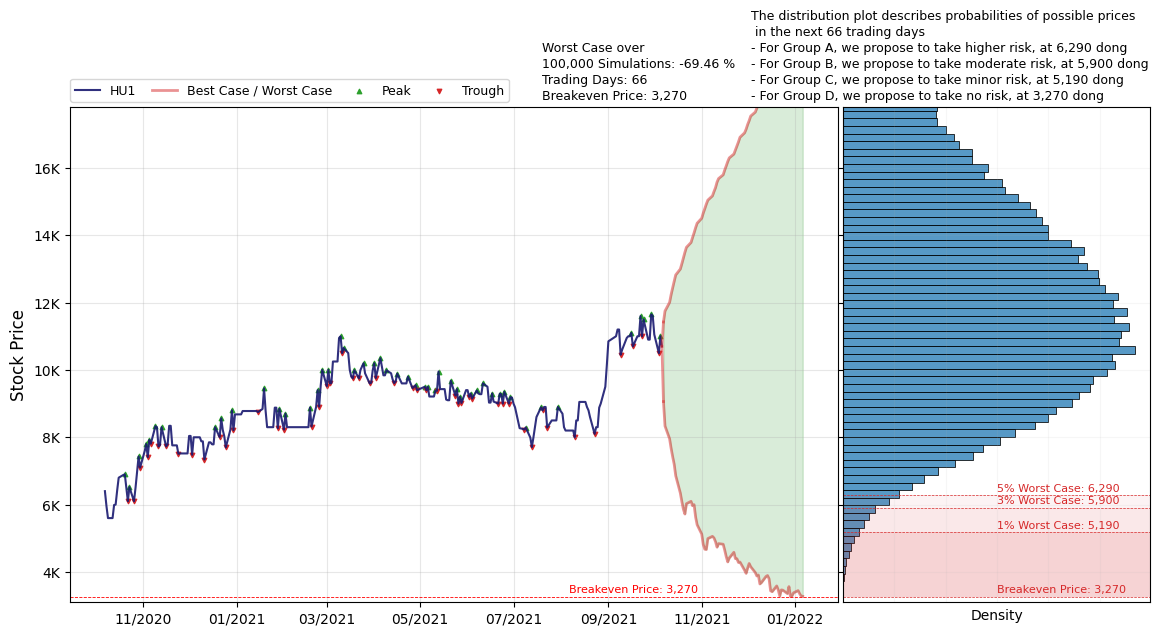 The distribution plot describes probabilities of possible prices
in the next 66 trading days
- For Group A, we propose to take higher risk, at 6,290 dong
- For Group B, we propose to take moderate risk, at 5,900 dong
- For Group C, we propose to take minor risk, at 5,190 dong
- For Group D, we propose to take no risk, at 3,270 dong
Worst Case over
100,000 Simulations: -69.46 %
Trading Days: 66
Breakeven Price: 3,270
HU1
Best Case / Worst Case
Peak
Trough
Stock Price
16K
14K
12K
10K
8K
6K
4K
Breakeven Price: 3,270
11/2020
01/2021
03/2021
05/2021
07/2021
09/2021
11/2021
01/2022
5% Worst Case: 6,290
3% Worst Case: 5,900
1% Worst Case: 5,190
Breakeven Price: 3,270
Density